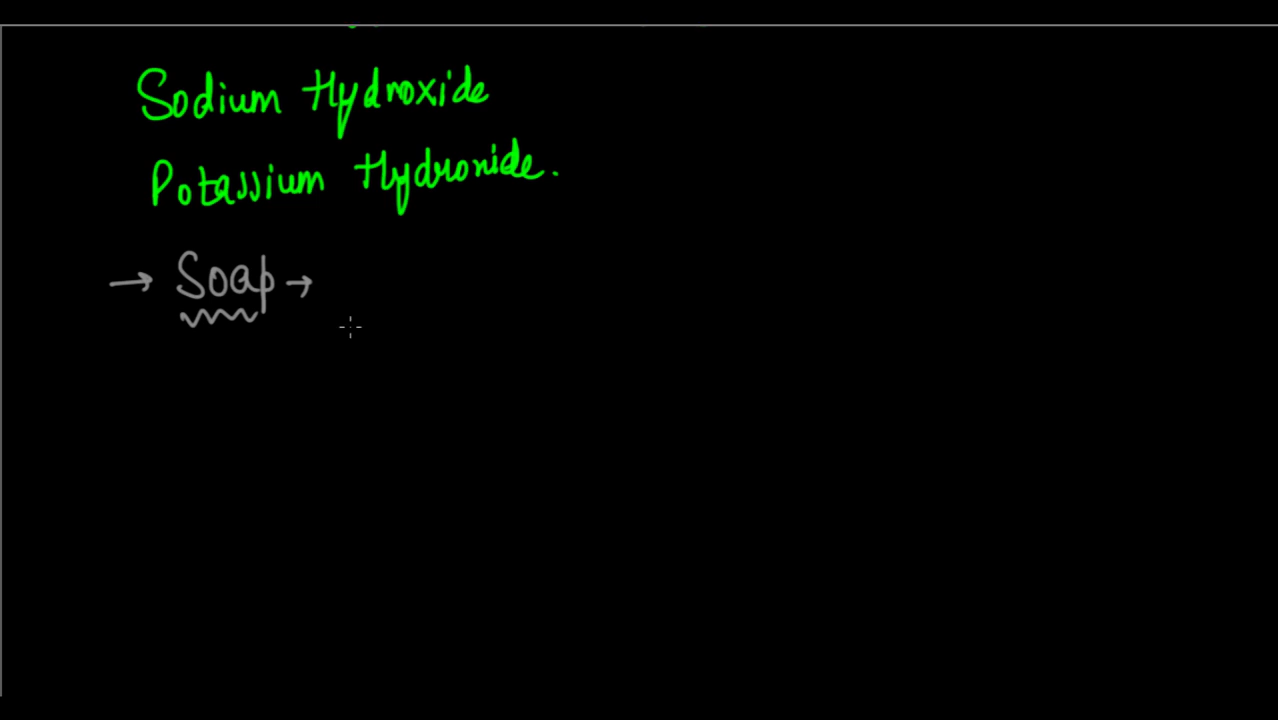 Sodium Hydroxide
Potassium Hydroxide.
→ Soap →